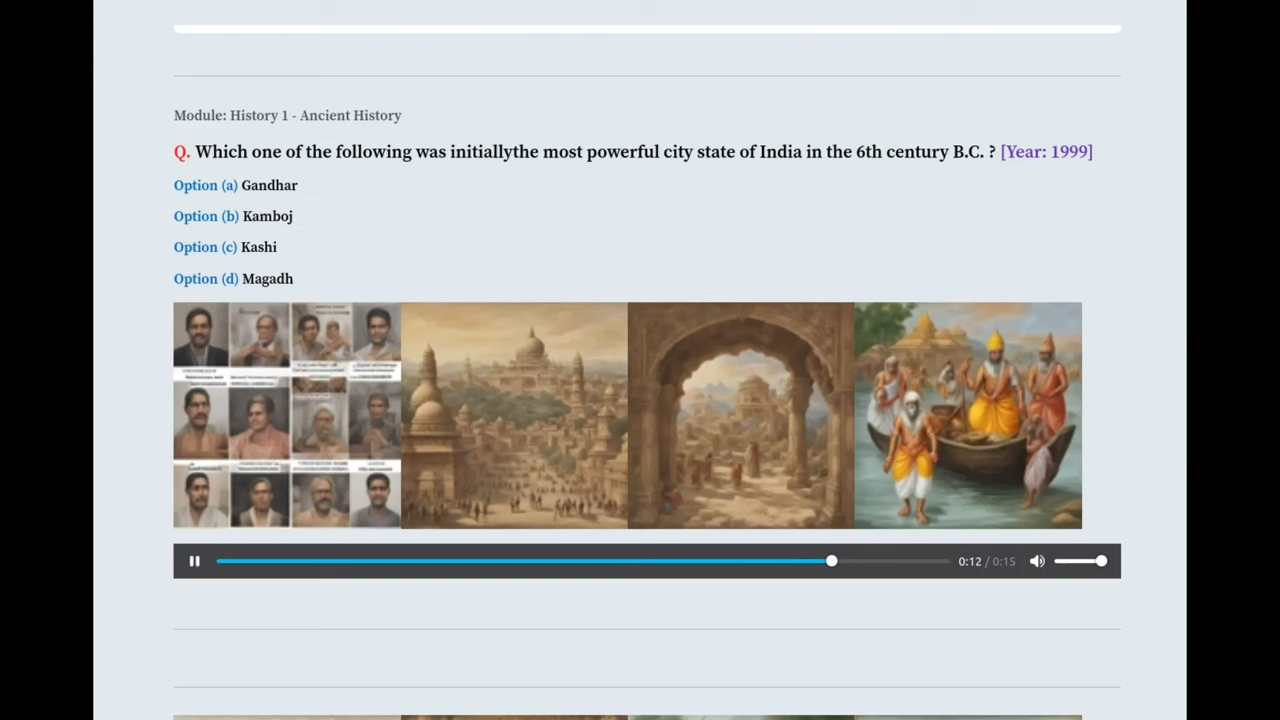 Module: History 1 - Ancient History
Q. Which one of the following was initiallythe most powerful city state of India in the 6th century B.C. ? [Year: 1999]
Option (a) Gandhar
Option (b) Kamboj
Option (c) Kashi
Option (d) Magadh
0:12 / 0:15